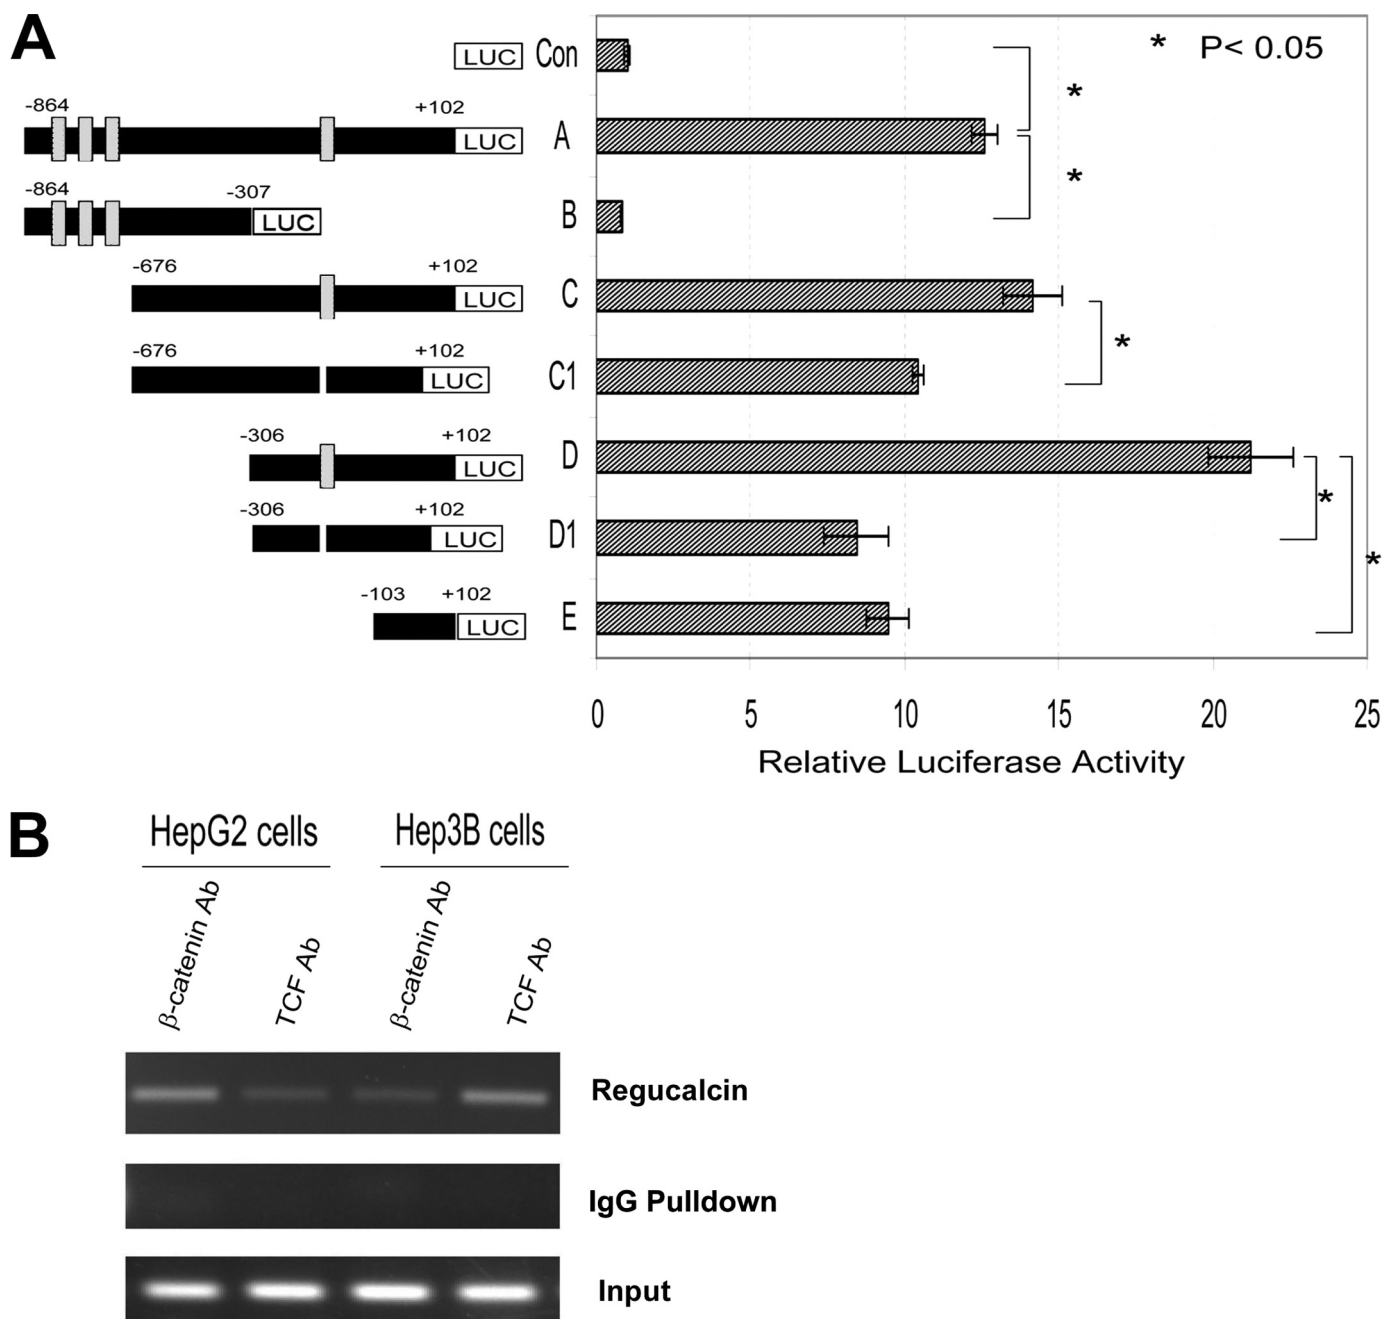 A
LUC Con
* P< 0.05
*
-864 +102
LUC A
*
-864 -307
LUC B
-676 +102
LUC C
*
-676 +102
LUC C1
-306 +102
LUC D
*
-306 +102
LUC D1
*
-103 +102
LUC E
0 5 10 15 20 25
Relative Luciferase Activity
B
HepG2 cells Hep3B cells
β-catenin Ab TCF Ab β-catenin Ab TCF Ab
Regucalcin
IgG Pulldown
Input